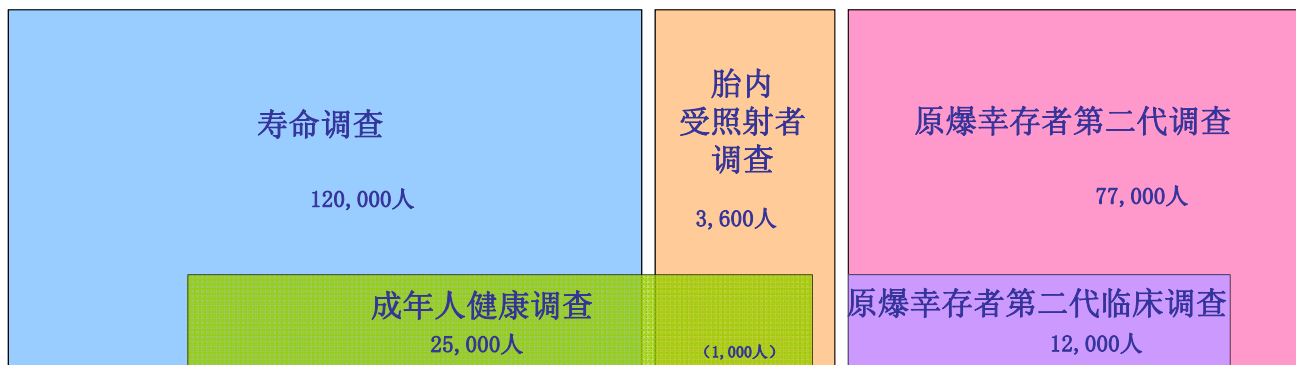 寿命调查
120,000人
胎内
受照射者
调查
3,600人
原爆幸存者第二代调查
77,000人
成年人健康调查
25,000人
(1,000人)
原爆幸存者第二代临床调查
12,000人